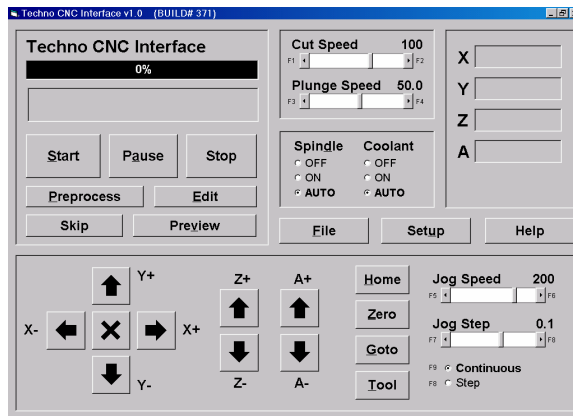 Techno CNC Interface v1.0 (BUILD# 371)
Techno CNC Interface
0%
Start Pause Stop
Preprocess Edit
Skip Preview
Cut Speed 100
F1 F2
Plunge Speed 50.0
F3 F4
Spindle Coolant
OFF OFF
ON ON
AUTO AUTO
X
Y
Z
A
File Setup Help
Y+
X- X+
Y-
Z+ A+
Z- A-
Home
Zero
Goto
Tool
Jog Speed 200
F5 F6
Jog Step 0.1
F7 F8
F9 Continuous
F8 Step